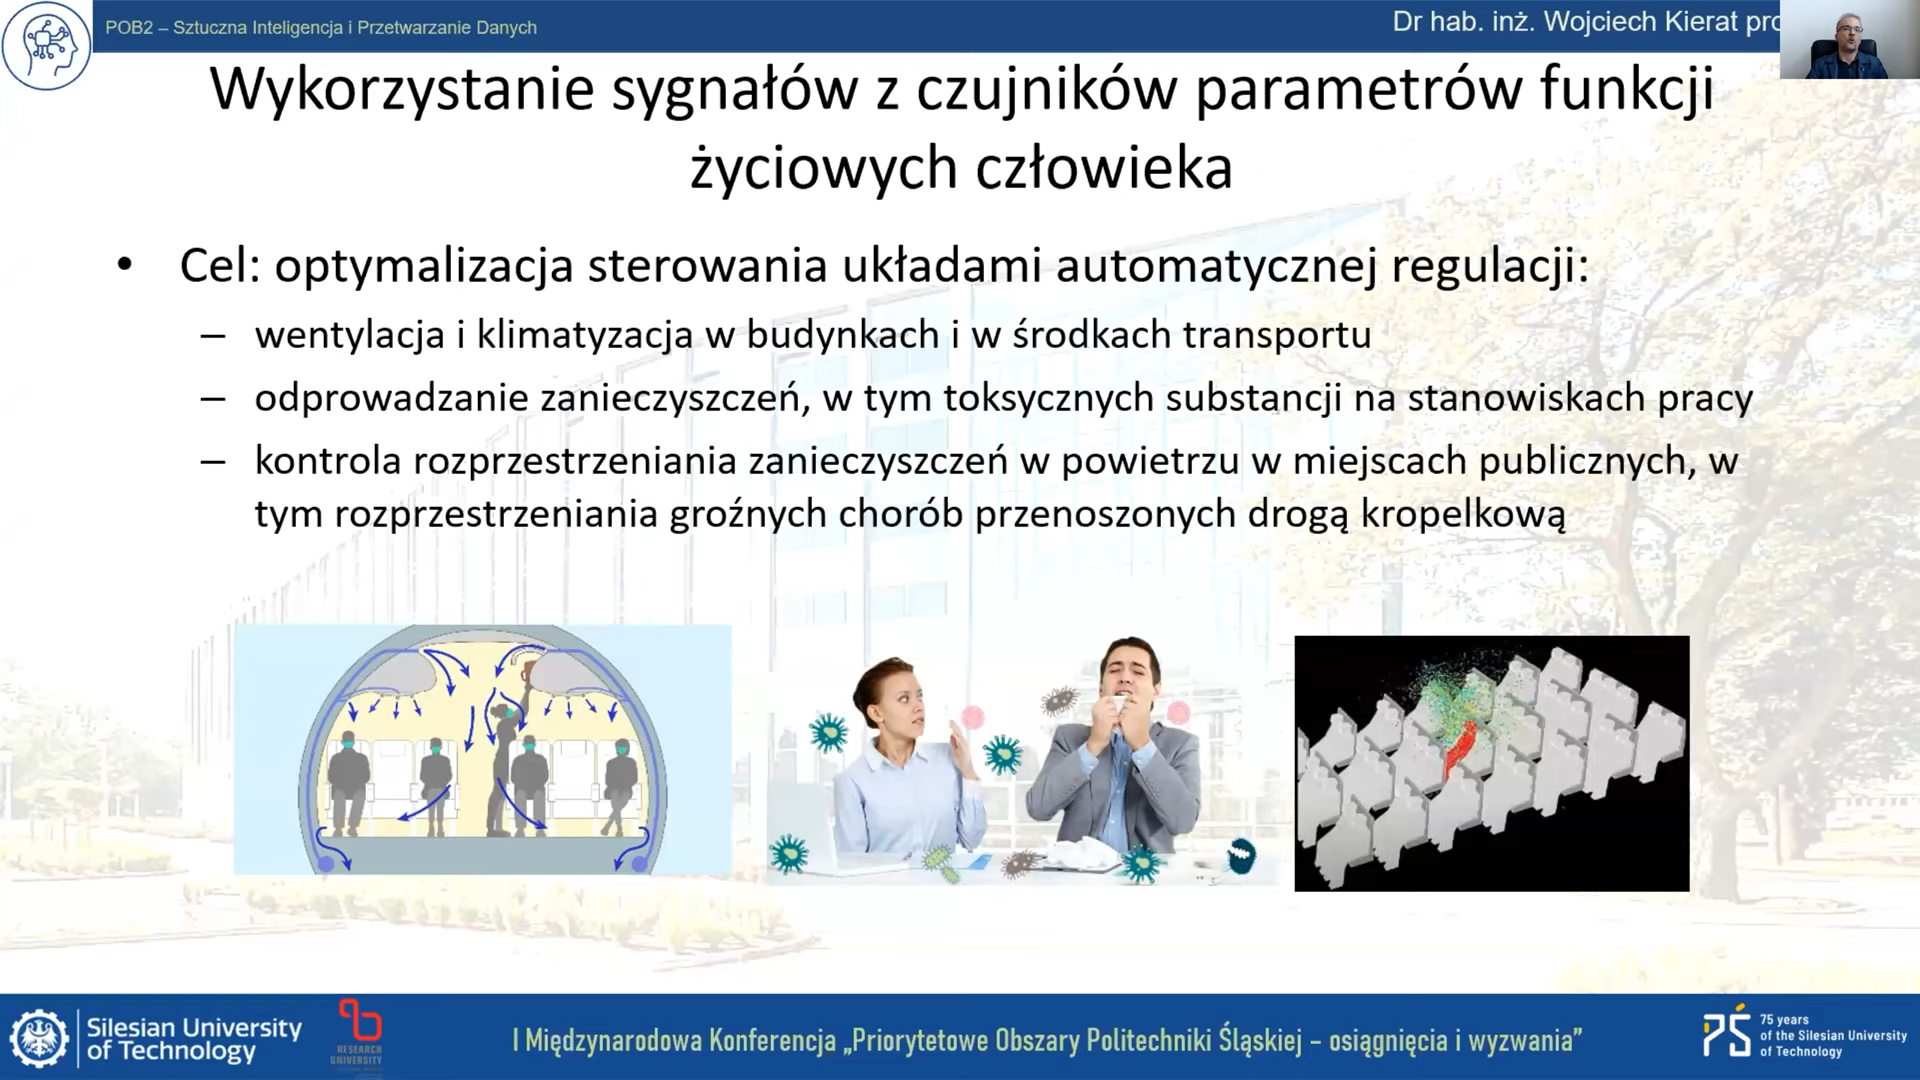 POB2 – Sztuczna Inteligencja i Przetwarzanie Danych
Dr hab. inż. Wojciech Kierat
Wykorzystanie sygnałów z czujników parametrów funkcji
życiowych człowieka
• Cel: optymalizacja sterowania układami automatycznej regulacji:
– wentylacja i klimatyzacja w budynkach i w środkach transportu
– odprowadzanie zanieczyszczeń, w tym toksycznych substancji na stanowiskach pracy
– kontrola rozprzestrzeniania zanieczyszczeń w powietrzu w miejscach publicznych, w
tym rozprzestrzeniania groźnych chorób przenoszonych drogą kropelkową
Silesian University
of Technology
RESEARCH
UNIVERSITY
I Międzynarodowa Konferencja „Priorytetowe Obszary Politechniki Śląskiej – osiągnięcia i wyzwania”
PŚ
75 years
of the Silesian University
of Technology